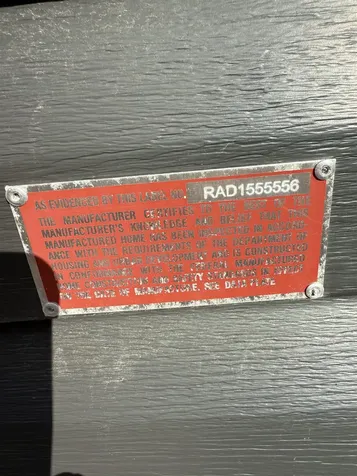 AS EVIDENCED BY THIS LABEL NO. RAD1555556
THE MANUFACTURER CERTIFIES TO THE BEST OF THE
MANUFACTURER'S KNOWLEDGE AND BELIEF THAT THIS
MANUFACTURED HOME HAS BEEN INSPECTED IN ACCORD-
ANCE WITH THE REQUIREMENTS OF THE DEPARTMENT OF
HOUSING AND URBAN DEVELOPMENT AND IS CONSTRUCTED
IN CONFORMANCE WITH THE FEDERAL MANUFACTURED
HOME CONSTRUCTION AND SAFETY STANDARDS IN EFFECT
ON THE DATE OF MANUFACTURE. SEE DATA PLATE